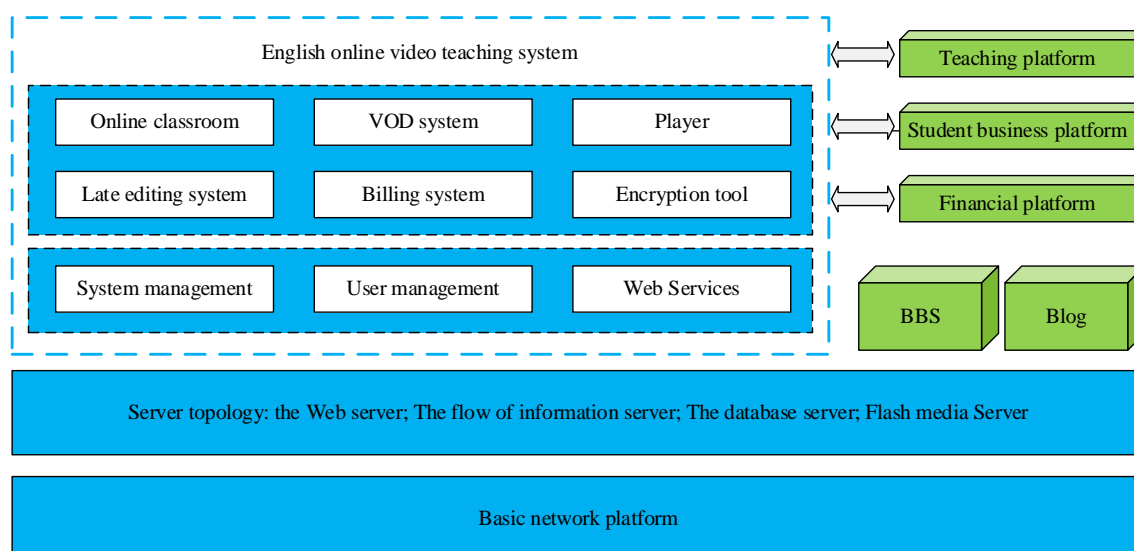 English online video teaching system
Teaching platform
Online classroom
VOD system
Player
Student business platform
Late editing system
Billing system
Encryption tool
Financial platform
System management
User management
Web Services
BBS
Blog
Server topology: the Web server; The flow of information server; The database server; Flash media Server
Basic network platform